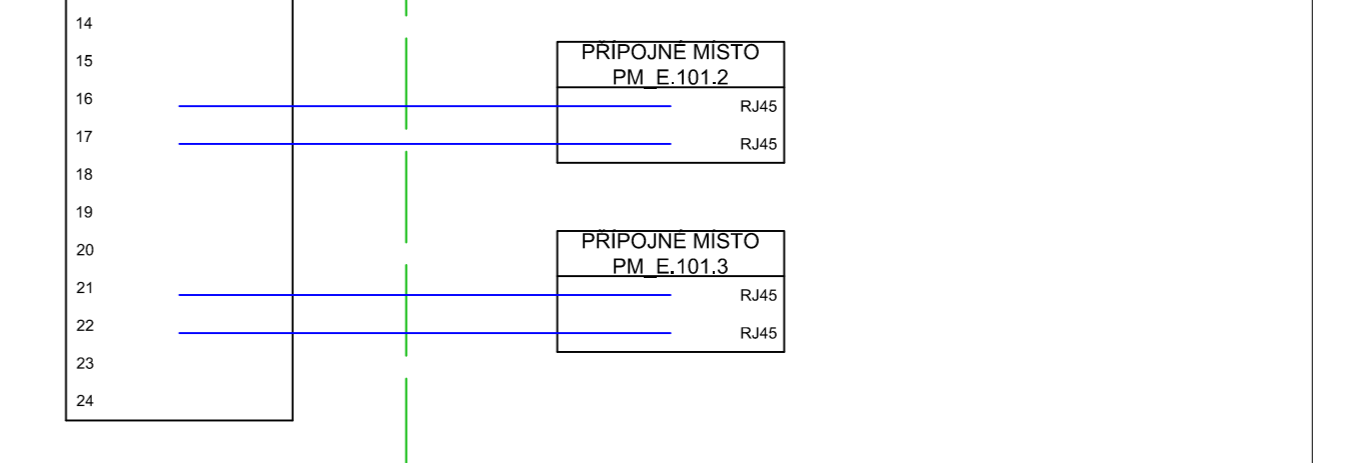 14
15
16
17
18
19
20
21
22
23
24
PŘÍPOJNÉ MÍSTO
PM_E.101.2
RJ45
RJ45
PŘÍPOJNÉ MÍSTO
PM_E.101.3
RJ45
RJ45